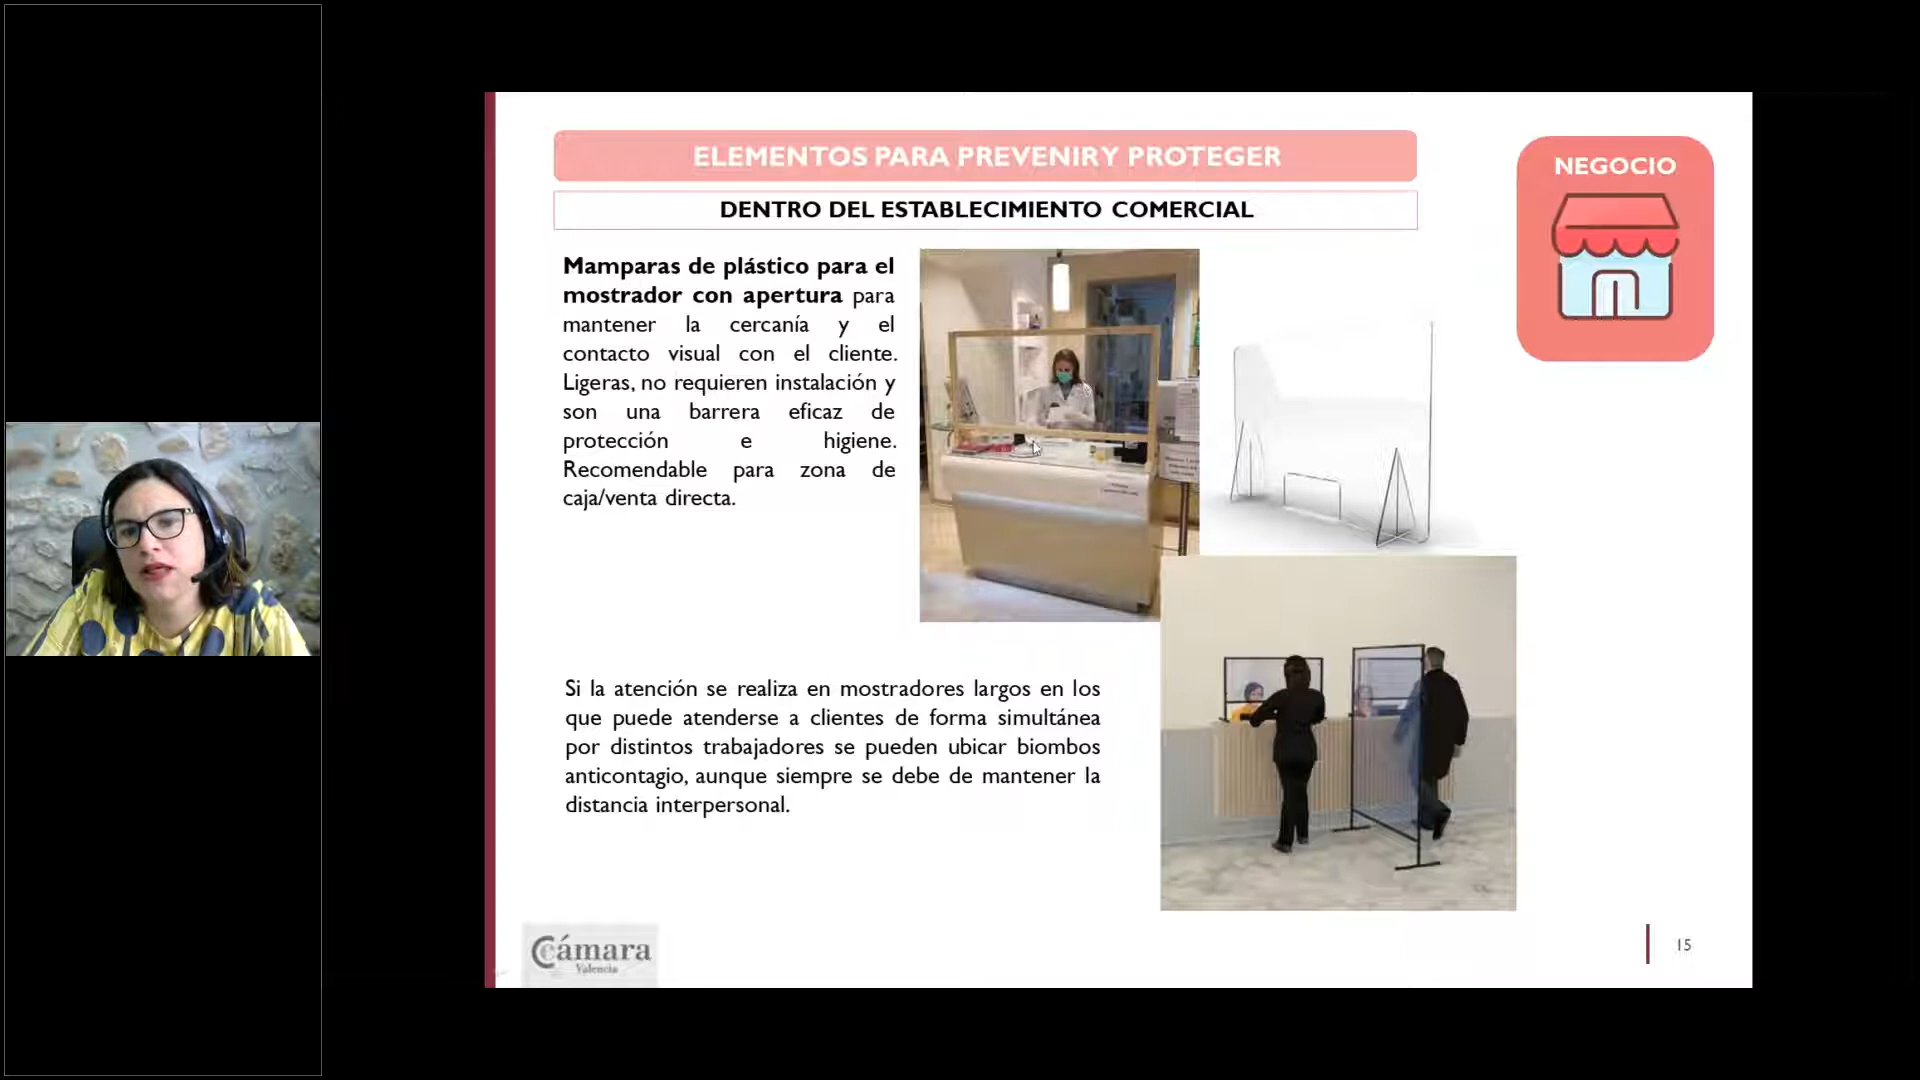 ELEMENTOS PARA PREVENIR Y PROTEGER
NEGOCIO
DENTRO DEL ESTABLECIMIENTO COMERCIAL
Mamparas de plástico para el
mostrador con apertura para
mantener la cercanía y el
contacto visual con el cliente.
Ligeras, no requieren instalación y
son una barrera eficaz de
protección e higiene.
Recomendable para zona de
caja/venta directa.
Si la atención se realiza en mostradores largos en los
que puede atenderse a clientes de forma simultánea
por distintos trabajadores se pueden ubicar biombos
anticontagio, aunque siempre se debe de mantener la
distancia interpersonal.
Cámara
Valencia
15